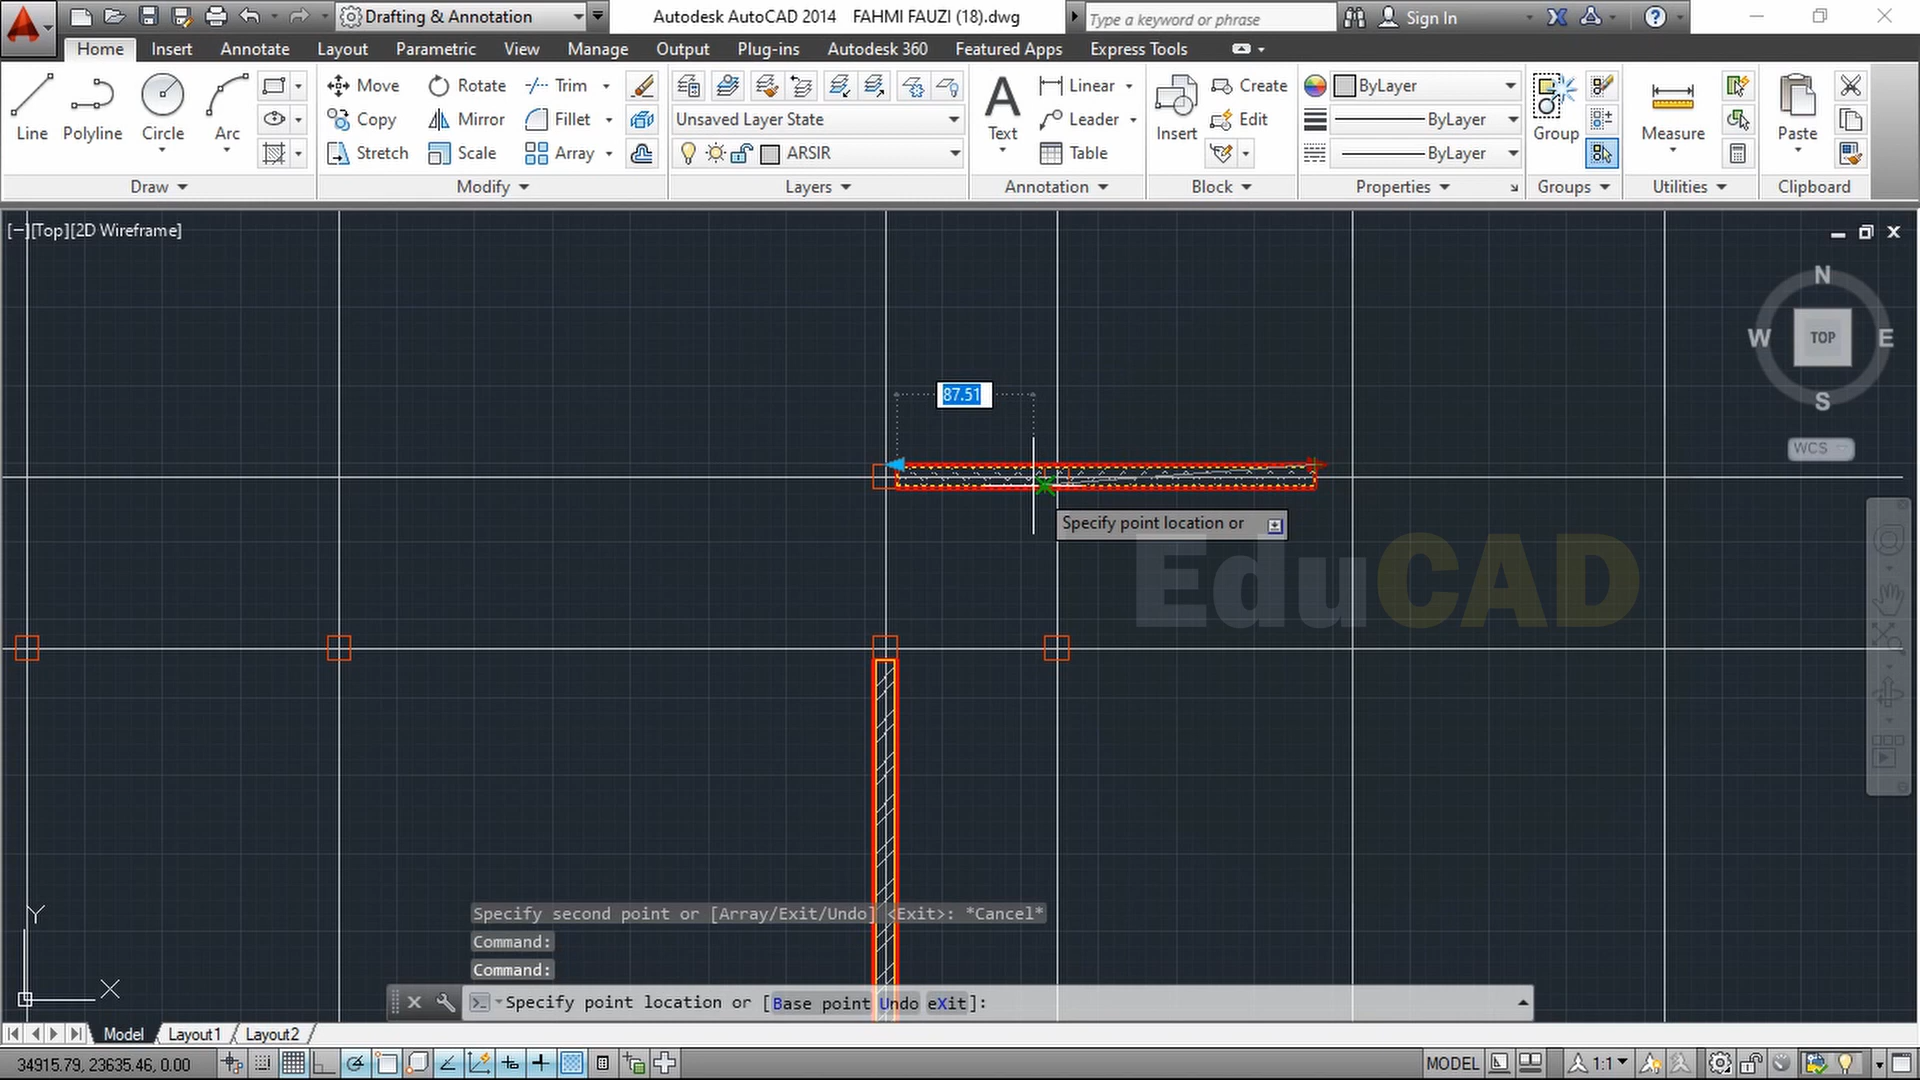 Drafting & Annotation
Autodesk AutoCAD 2014 FAHMI FAUZI (18).dwg
Type a keyword or phrase
Sign In
Home Insert Annotate Layout Parametric View Manage Output Plug-ins Autodesk 360 Featured Apps Express Tools
Line
Polyline
Circle
Arc
Move
Rotate
Trim
Copy
Mirror
Fillet
Stretch
Scale
Array
Unsaved Layer State
ARSIR
Text
Linear
Leader
Table
Insert
Create
Edit
ByLayer
ByLayer
ByLayer
Group
Measure
Paste
Draw
Modify
Layers
Annotation
Block
Properties
Groups
Utilities
Clipboard
[−][Top][2D Wireframe]
N
W
TOP
E
S
WCS
87.51
Specify point location or
EduCAD
Y
X
Specify second point or [Array/Exit/Undo] <Exit>: *Cancel*
Command:
Command:
Specify point location or [Base point Undo eXit]:
Model Layout1 Layout2
34915.79, 23635.46, 0.00
MODEL
1:1